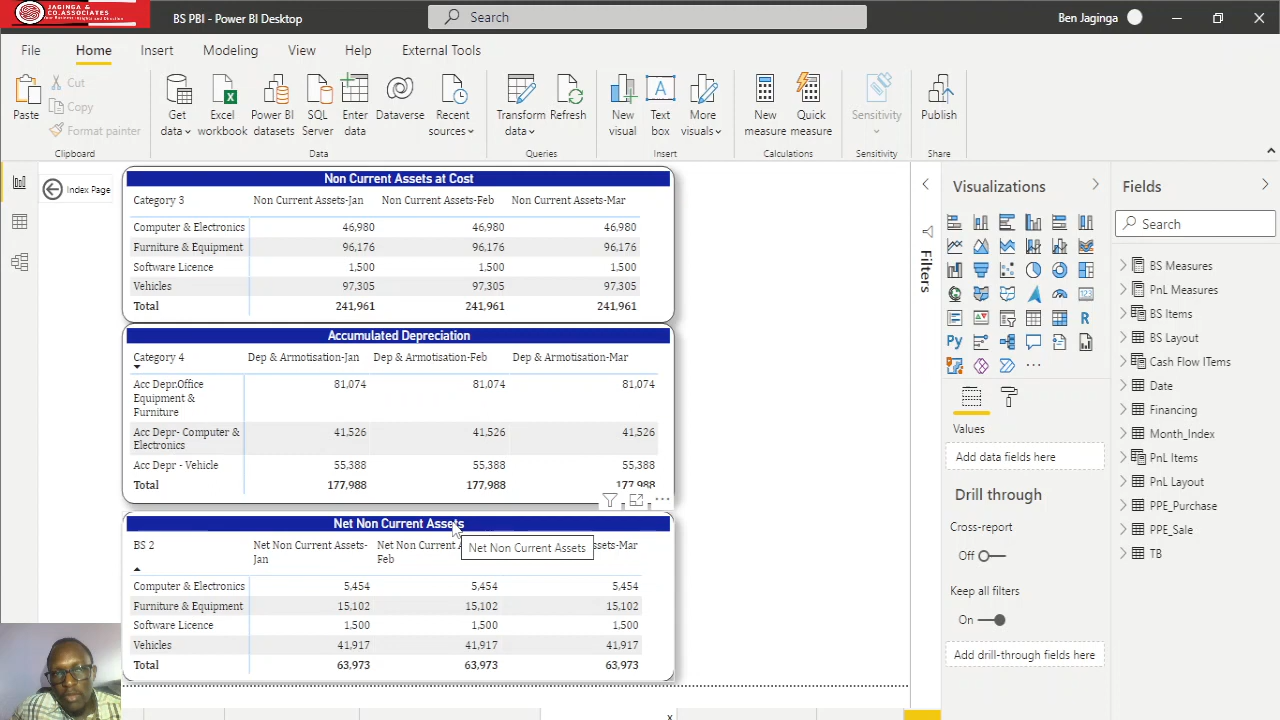 JAGINGA
& CO.ASSOCIATES
BS PBI - Power BI Desktop
Search
Ben Jaginga
File
Home
Insert
Modeling
View
Help
External Tools
Paste
Cut
Copy
Format painter
Clipboard
Get data
Excel workbook
Power BI datasets
SQL Server
Enter data
Dataverse
Recent sources
Data
Transform data
Refresh
Queries
New visual
Text box
More visuals
Insert
New measure
Quick measure
Calculations
Sensitivity
Sensitivity
Publish
Share
Index Page
Non Current Assets at Cost
Category 3 Non Current Assets-Jan Non Current Assets-Feb Non Current Assets-Mar
Computer & Electronics 46,980 46,980 46,980
Furniture & Equipment 96,176 96,176 96,176
Software Licence 1,500 1,500 1,500
Vehicles 97,305 97,305 97,305
Total 241,961 241,961 241,961
Accumulated Depreciation
Category 4 Dep & Armotisation-Jan Dep & Armotisation-Feb Dep & Armotisation-Mar
Acc Depr.Office 81,074 81,074 81,074
Equipment &
Furniture
Acc Depr- Computer & 41,526 41,526 41,526
Electronics
Acc Depr - Vehicle 55,388 55,388 55,388
Total 177,988 177,988 177,988
Net Non Current Assets
BS 2 Net Non Current Assets- Net Non Current ssets-Mar
Jan Feb
Net Non Current Assets
Computer & Electronics 5,454 5,454 5,454
Furniture & Equipment 15,102 15,102 15,102
Software Licence 1,500 1,500 1,500
Vehicles 41,917 41,917 41,917
Total 63,973 63,973 63,973
Filters
Visualizations
123
R
Py
Values
Add data fields here
Drill through
Cross-report
Off
Keep all filters
On
Add drill-through fields here
Fields
Search
BS Measures
PnL Measures
BS Items
BS Layout
Cash Flow ITems
Date
Financing
Month_Index
PnL Items
PnL Layout
PPE_Purchase
PPE_Sale
TB